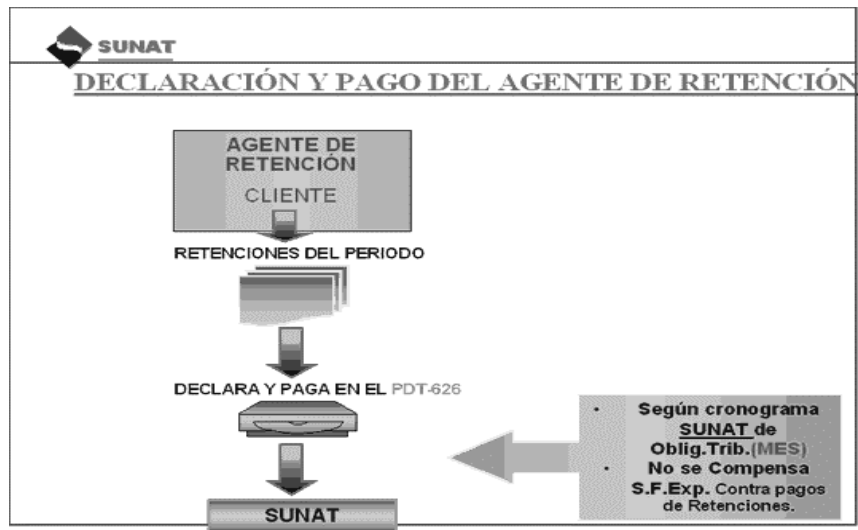 SUNAT
DECLARACIÓN Y PAGO DEL AGENTE DE RETENCIÓN
AGENTE DE
RETENCIÓN
CLIENTE
RETENCIONES DEL PERIODO
DECLARA Y PAGA EN EL PDT-626
SUNAT
• Según cronograma
SUNAT de
Oblig.Trib.(MES)
• No se Compensa
S.F.Exp. Contra pagos
de Retenciones.